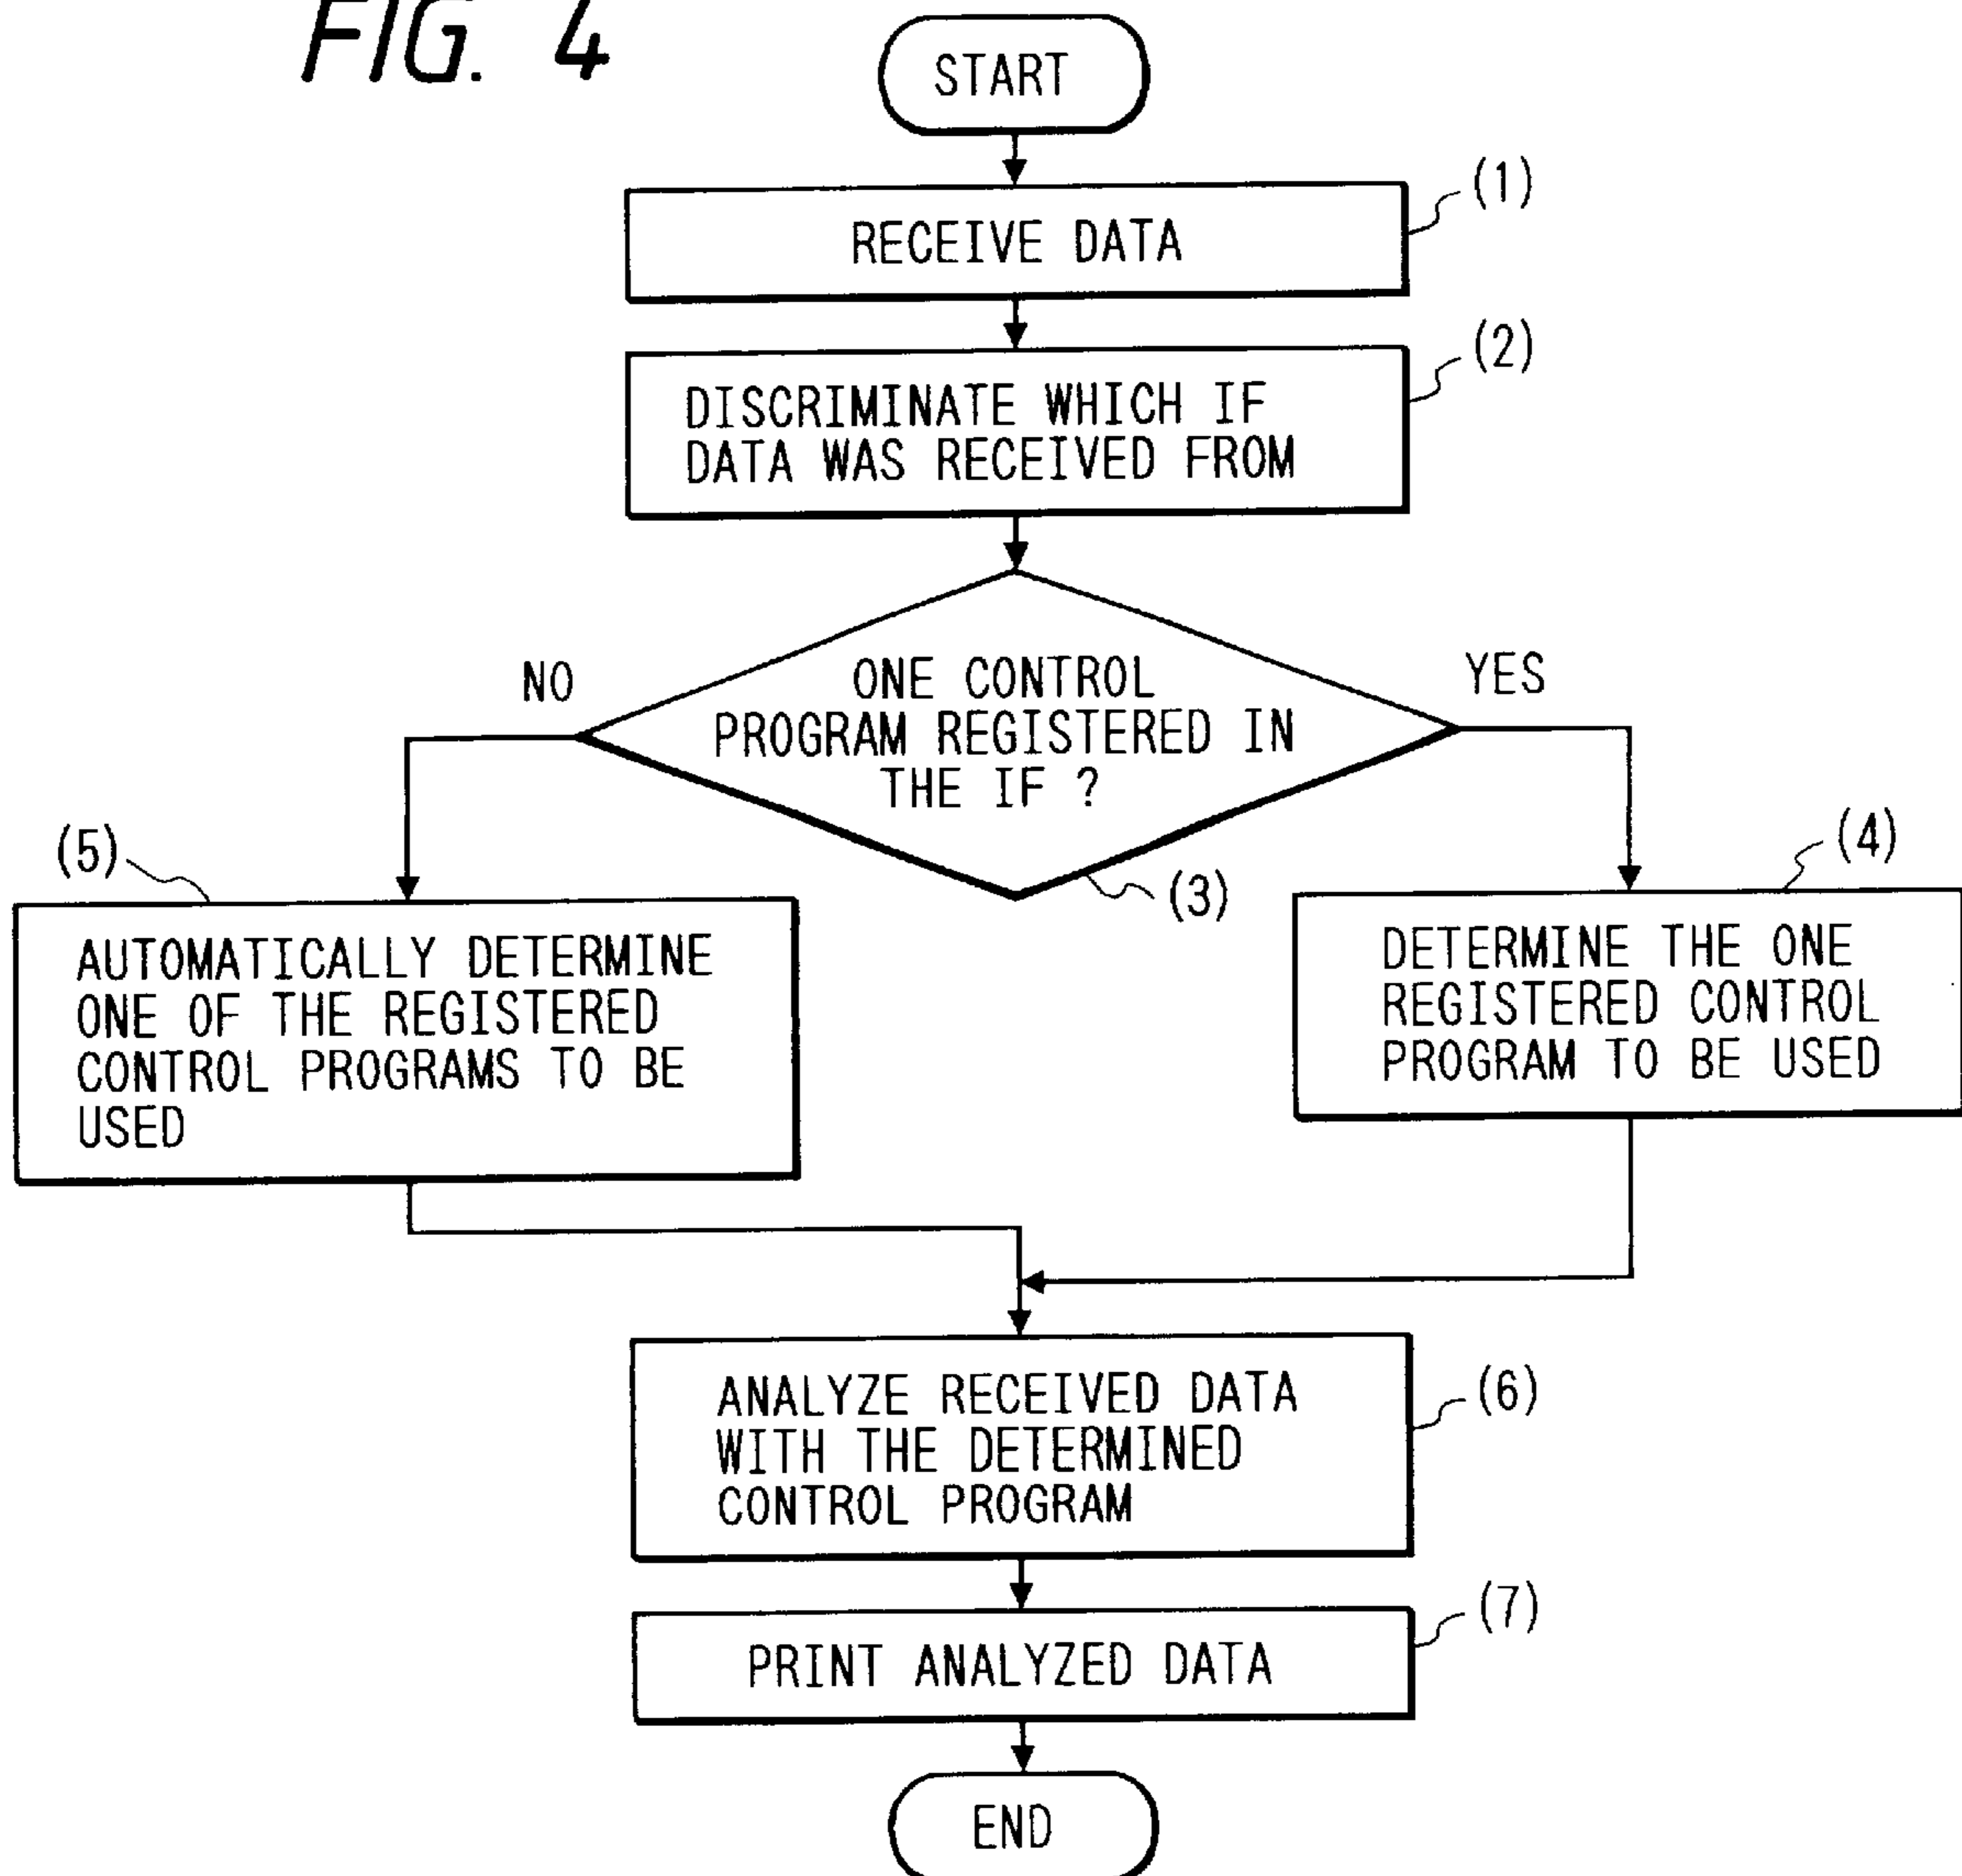 FIG. 4
START
RECEIVE DATA
(1)
DISCRIMINATE WHICH IF
DATA WAS RECEIVED FROM
(2)
ONE CONTROL
PROGRAM REGISTERED IN
THE IF ?
NO
YES
(3)
(5)
AUTOMATICALLY DETERMINE
ONE OF THE REGISTERED
CONTROL PROGRAMS TO BE
USED
(4)
DETERMINE THE ONE
REGISTERED CONTROL
PROGRAM TO BE USED
ANALYZE RECEIVED DATA
WITH THE DETERMINED
CONTROL PROGRAM
(6)
PRINT ANALYZED DATA
(7)
END